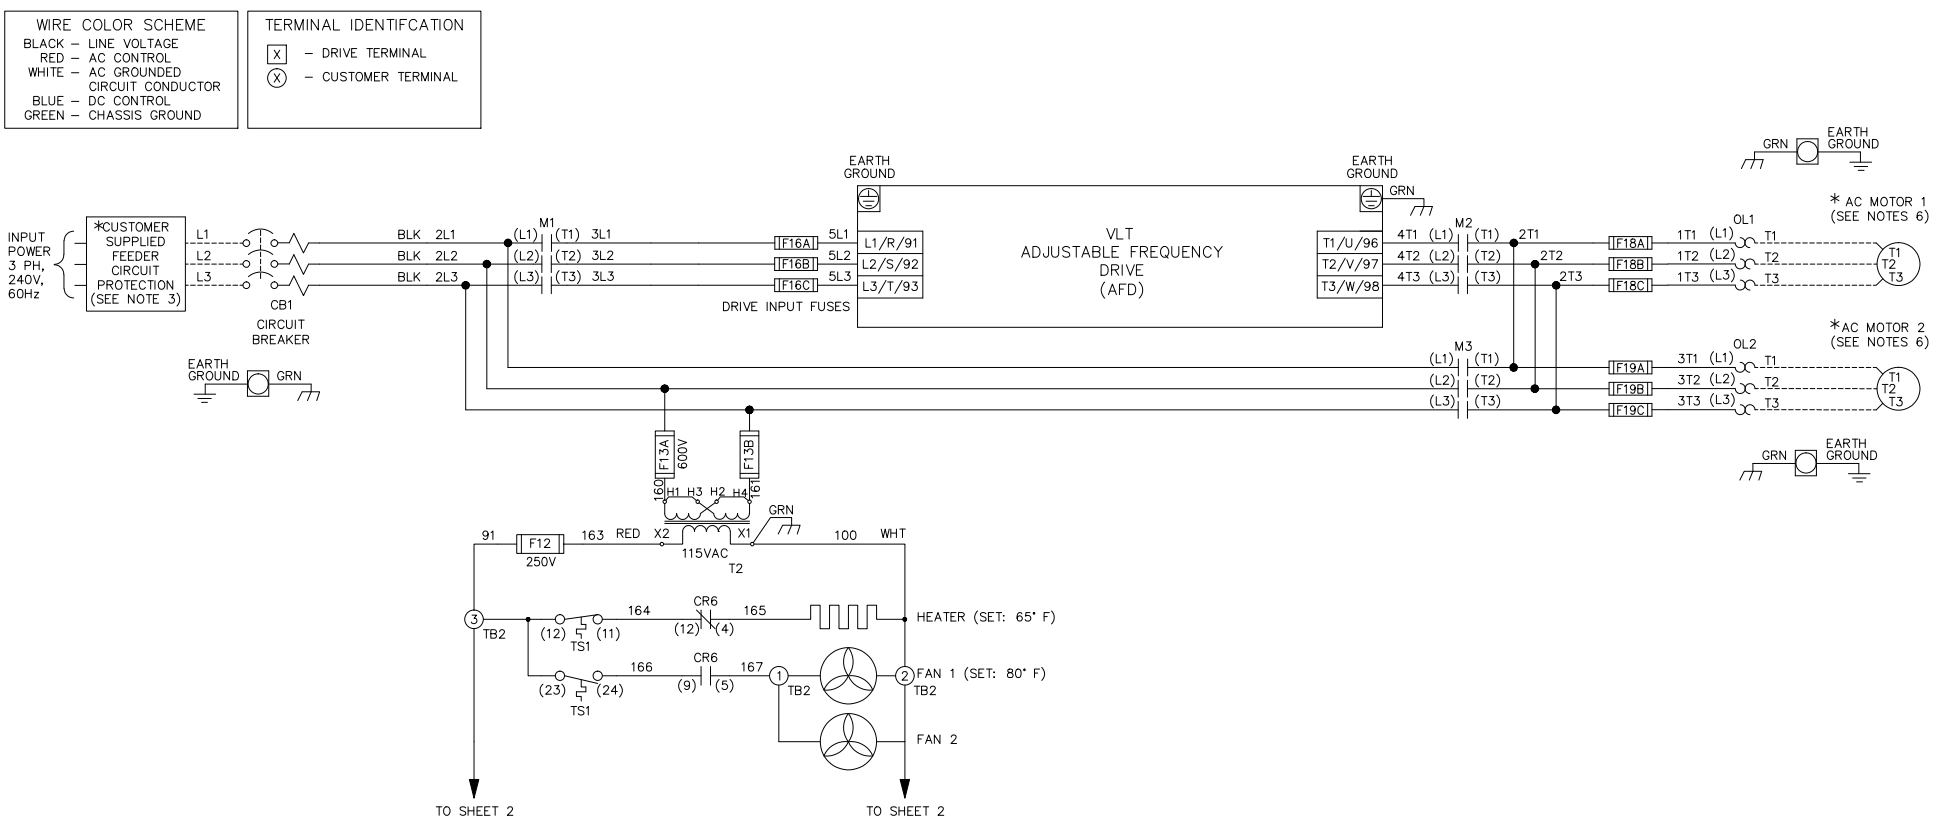 WIRE COLOR SCHEME
BLACK – LINE VOLTAGE
RED – AC CONTROL
WHITE – AC GROUNDED
CIRCUIT CONDUCTOR
BLUE – DC CONTROL
GREEN – CHASSIS GROUND
TERMINAL IDENTIFCATION
X – DRIVE TERMINAL
X – CUSTOMER TERMINAL
INPUT
POWER
3 PH,
240V,
60Hz
*CUSTOMER
SUPPLIED
FEEDER
CIRCUIT
PROTECTION
(SEE NOTE 3)
L1
L2
L3
CB1
CIRCUIT
BREAKER
EARTH
GROUND
GRN
BLK 2L1
BLK 2L2
BLK 2L3
M1
(L1) (T1) 3L1
(L2) (T2) 3L2
(L3) (T3) 3L3
F16A 5L1
F16B 5L2
F16C 5L3
DRIVE INPUT FUSES
EARTH
GROUND
L1/R/91
L2/S/92
L3/T/93
VLT
ADJUSTABLE FREQUENCY
DRIVE
(AFD)
EARTH
GROUND
GRN
T1/U/96
T2/V/97
T3/W/98
M2
4T1 (L1) (T1) 2T1
4T2 (L2) (T2) 2T2
4T3 (L3) (T3) 2T3
F18A
F18B
F18C
OL1
1T1 (L1) T1
1T2 (L2) T2
1T3 (L3) T3
GRN
EARTH
GROUND
* AC MOTOR 1
(SEE NOTES 6)
T1
T2
T3
M3
(L1) (T1)
(L2) (T2)
(L3) (T3)
F19A
F19B
F19C
OL2
3T1 (L1) T1
3T2 (L2) T2
3T3 (L3) T3
*AC MOTOR 2
(SEE NOTES 6)
T1
T2
T3
GRN
EARTH
GROUND
F13A
600V
F13B
160
161
H1 H3 H2 H4
GRN
91 F12 163 RED X2 X1 100 WHT
250V
115VAC
T2
3
TB2
164 CR6 165
(12) (11) (12) (4)
TS1
HEATER (SET: 65° F)
166 CR6 167
(23) (24) (9) (5)
TS1
1
TB2
2
TB2
FAN 1 (SET: 80° F)
FAN 2
TO SHEET 2
TO SHEET 2